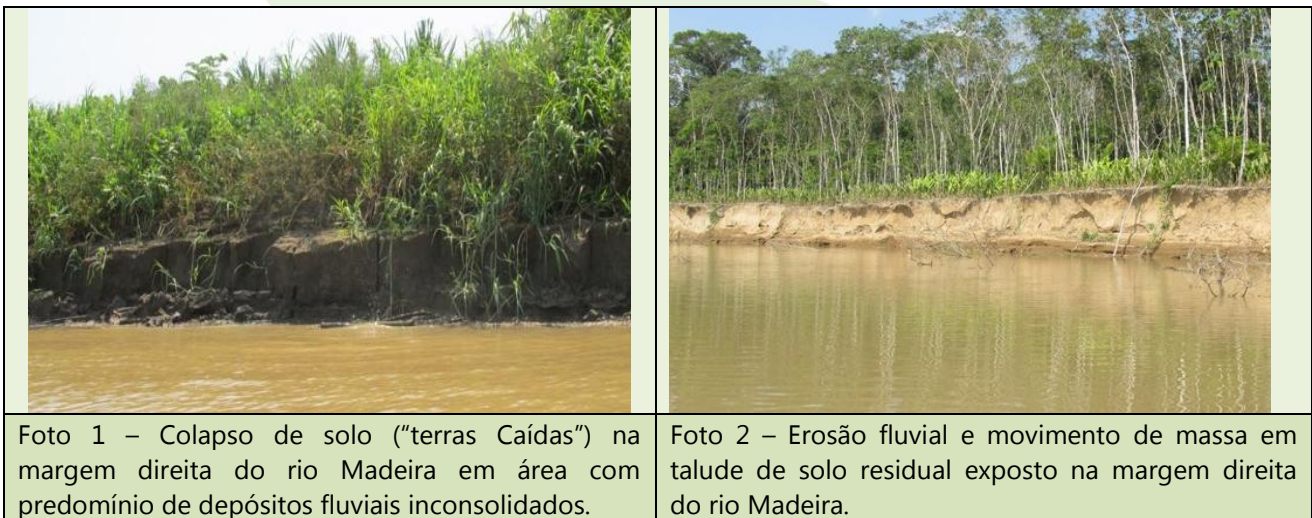 Foto 1 – Colapso de solo (“terras Caídas”) na
margem direita do rio Madeira em área com
predomínio de depósitos fluviais inconsolidados.
Foto 2 – Erosão fluvial e movimento de massa em
talude de solo residual exposto na margem direita
do rio Madeira.